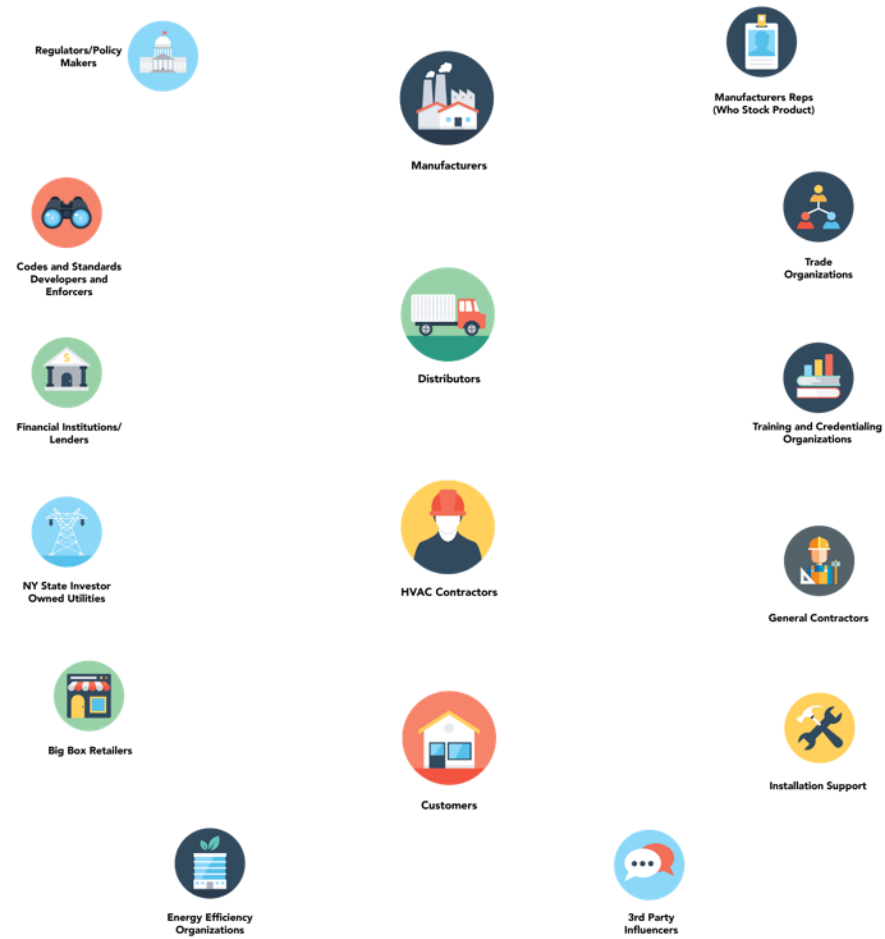 Regulators/Policy
Makers
Manufacturers
Manufacturers Reps
(Who Stock Product)
Codes and Standards
Developers and
Enforcers
Trade
Organizations
Distributors
Financial Institutions/
Lenders
Training and Credentialing
Organizations
NY State Investor
Owned Utilities
HVAC Contractors
General Contractors
Big Box Retailers
Customers
Installation Support
Energy Efficiency
Organizations
3rd Party
Influencers